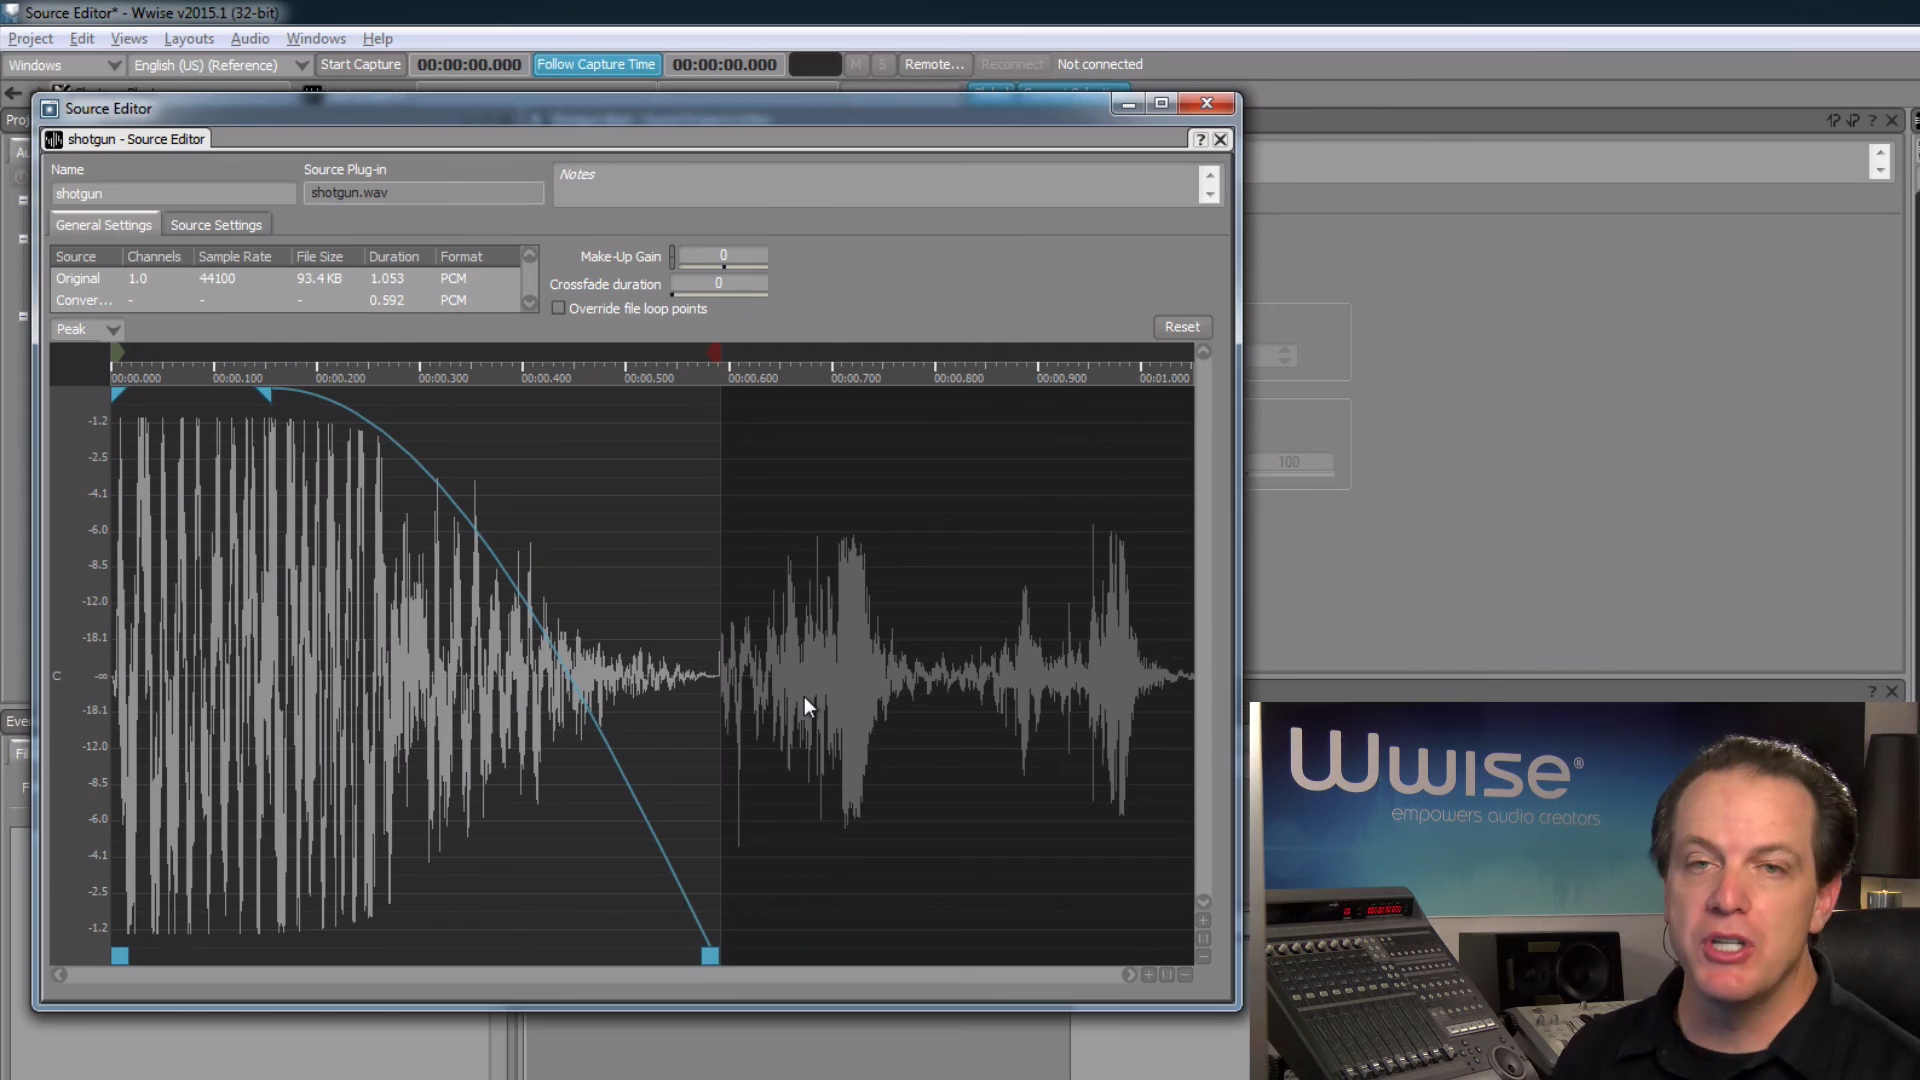 Source Editor* - Wwise v2015.1 (32-bit)
Project Edit Views Layouts Audio Windows Help
Windows English (US) (Reference) Start Capture 00:00:00.000 Follow Capture Time 00:00:00.000 M S Remote... Reconnect Not connected
Source Editor
shotgun - Source Editor
Name Source Plug-in Notes
shotgun shotgun.wav
General Settings Source Settings
Source Channels Sample Rate File Size Duration Format
Original 1.0 44100 93.4 KB 1.053 PCM
Conver... - - - 0.592 PCM
Make-Up Gain 0
Crossfade duration 0
Override file loop points
Peak Reset
00:00.000 00:00.100 00:00.200 00:00.300 00:00.400 00:00.500 00:00.600 00:00.700 00:00.800 00:00.900 00:01.000
-1.2
-2.5
-4.1
-6.0
-8.5
-12.0
-18.1
C -∞
-18.1
-12.0
-8.5
-6.0
-4.1
-2.5
-1.2
100
Wwise®
empowers audio creators